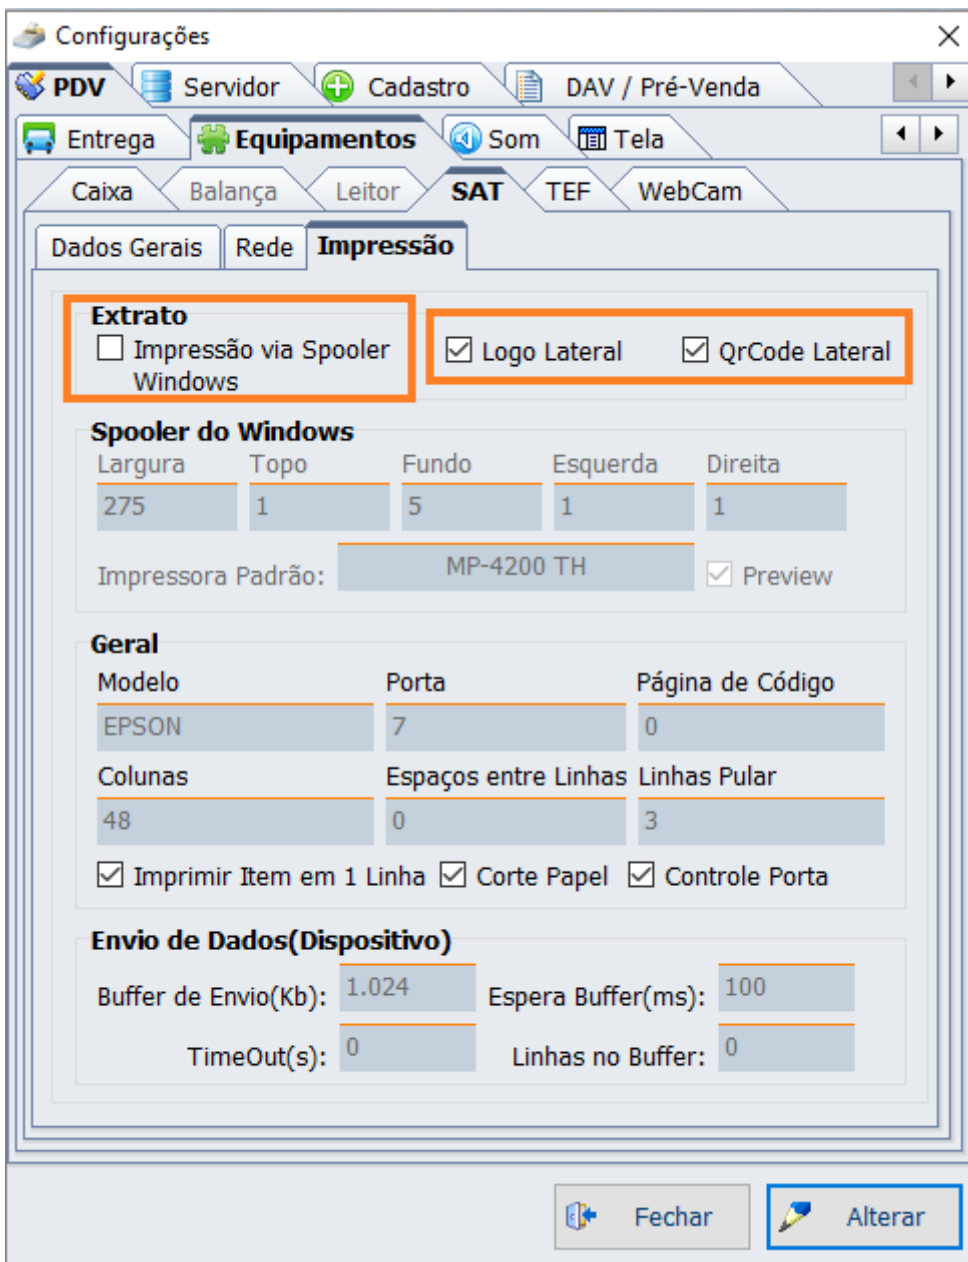 Configurações
PDV Servidor Cadastro DAV / Pré-Venda
Entrega Equipamentos Som Tela
Caixa Balança Leitor SAT TEF WebCam
Dados Gerais Rede Impressão
Extrato
Impressão via Spooler Windows Logo Lateral QrCode Lateral
Spooler do Windows
Largura Topo Fundo Esquerda Direita
275 1 5 1 1
Impressora Padrão: MP-4200 TH Preview
Geral
Modelo Porta Página de Código
EPSON 7 0
Colunas Espaços entre Linhas Linhas Pular
48 0 3
Imprimir Item em 1 Linha Corte Papel Controle Porta
Envio de Dados(Dispositivo)
Buffer de Envio(Kb): 1.024 Espera Buffer(ms): 100
TimeOut(s): 0 Linhas no Buffer: 0
Fechar Alterar